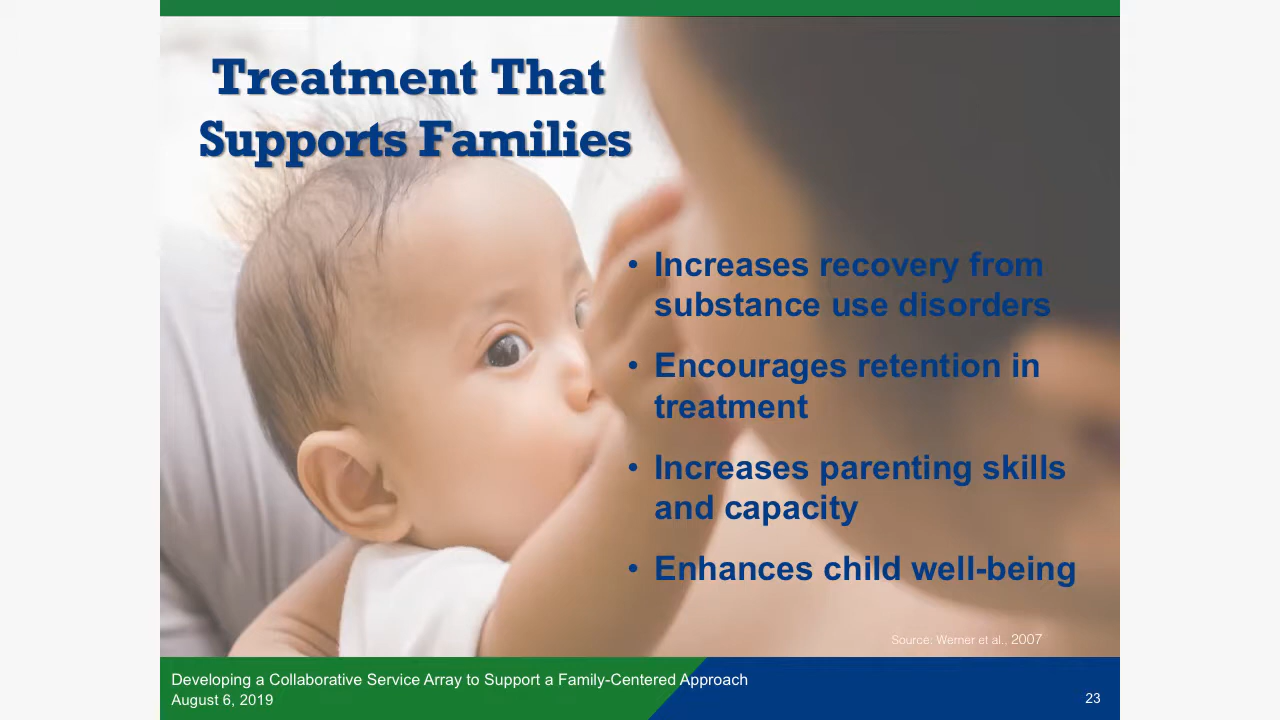 Treatment That
Supports Families
• Increases recovery from
substance use disorders
• Encourages retention in
treatment
• Increases parenting skills
and capacity
• Enhances child well-being
Source: Werner et al., 2007
Developing a Collaborative Service Array to Support a Family-Centered Approach
August 6, 2019
23